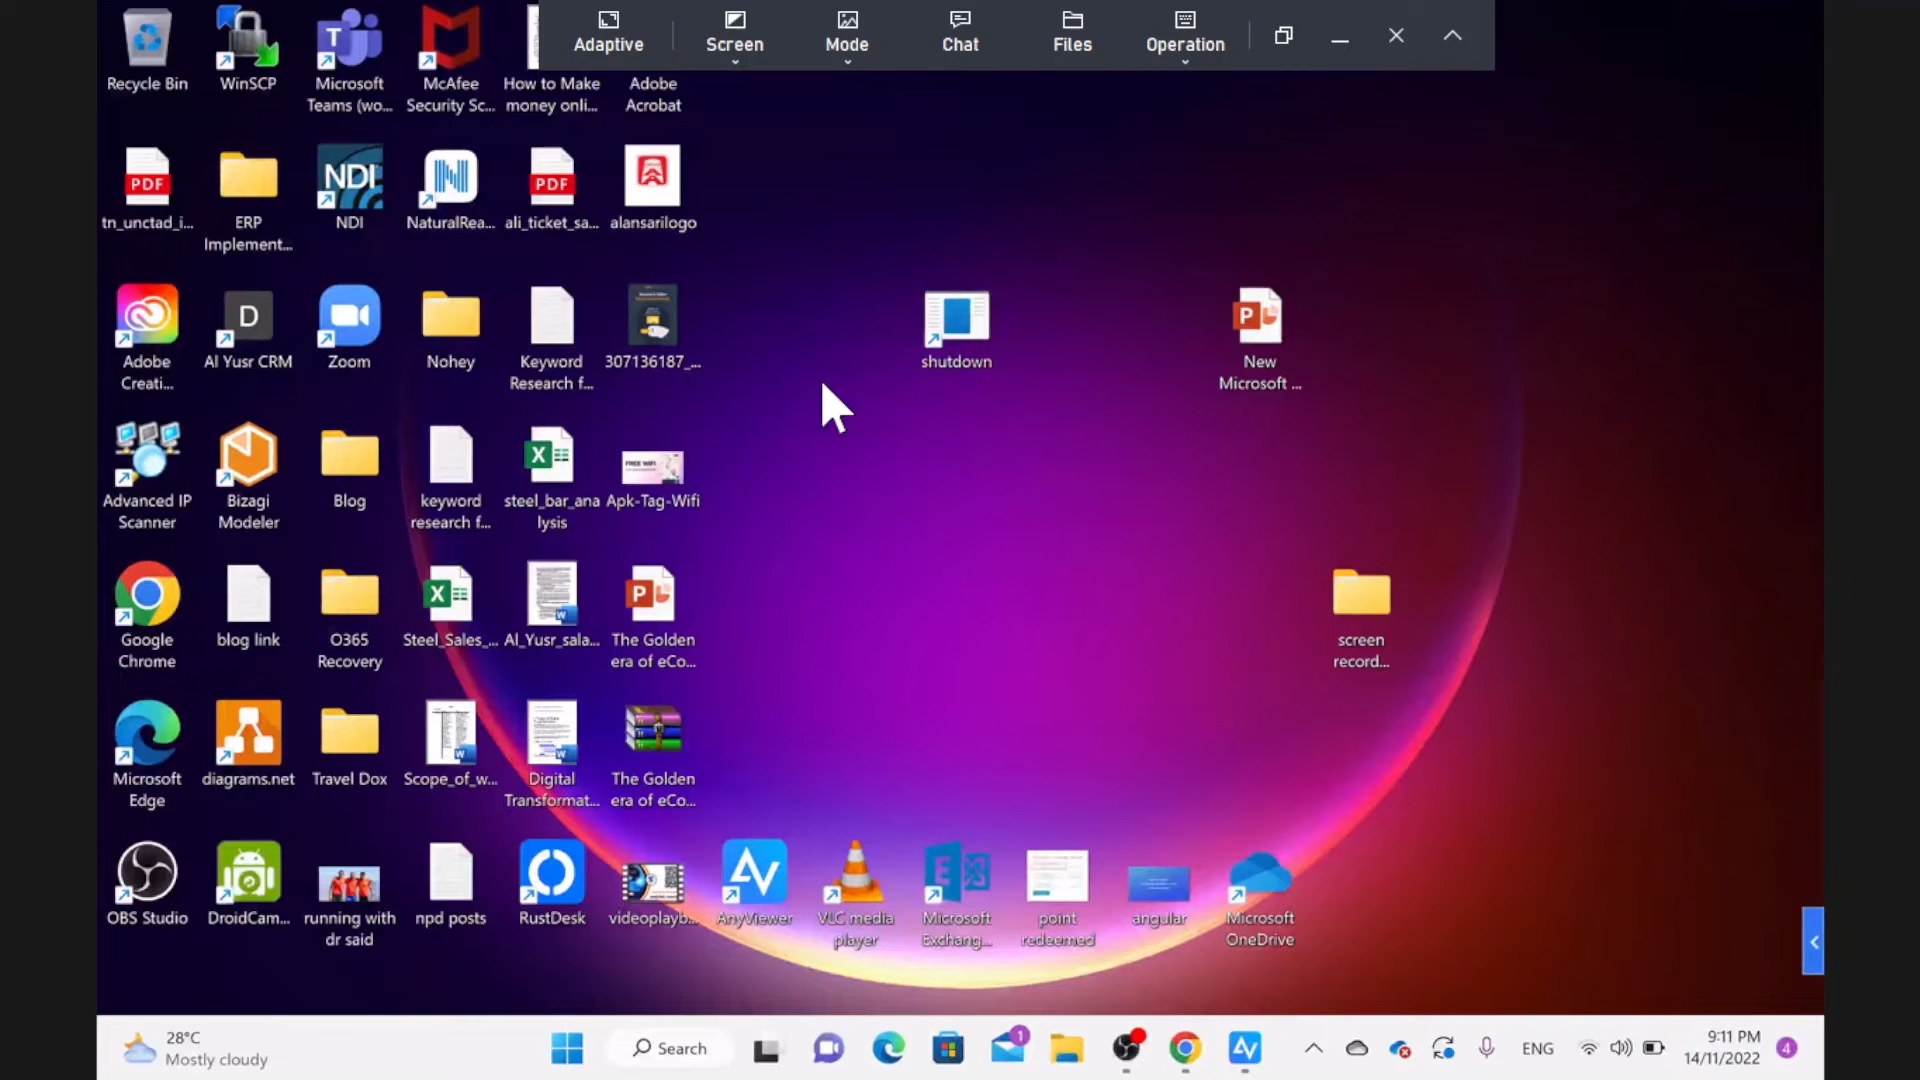 Adaptive
Screen
Mode
Chat
Files
Operation
Recycle Bin
WinSCP
Microsoft
Teams (wo...
McAfee
Security Sc...
How to Make
money onli...
Adobe
Acrobat
PDF
tn_unctad_i...
ERP
Implement...
NDI
NDI
N
NaturalRea...
PDF
ali_ticket_sa...
alansarilogo
Adobe
Creati...
D
Al Yusr CRM
Zoom
Nohey
Keyword
Research f...
307136187_...
shutdown
P
New
Microsoft ...
Advanced IP
Scanner
Bizagi
Modeler
Blog
keyword
research f...
X
steel_bar_ana
lysis
FREE WIFI
Apk-Tag-Wifi
Google
Chrome
blog link
O365
Recovery
X
Steel_Sales_...
W
Al_Yusr_sala...
P
The Golden
era of eCo...
screen
record...
Microsoft
Edge
diagrams.net
Travel Dox
W
Scope_of_w...
W
Digital
Transformat...
The Golden
era of eCo...
OBS Studio
DroidCam...
running with
dr said
npd posts
RustDesk
videoplayb...
AnyViewer
VLC media
player
E
Microsoft
Exchang...
point
redeemed
angular
Microsoft
OneDrive
28°C
Mostly cloudy
Search
1
ENG
9:11 PM
14/11/2022
4